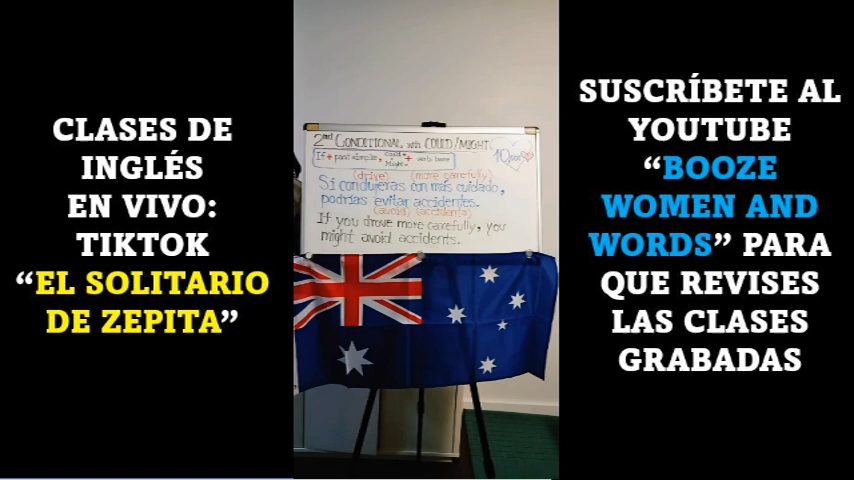 CLASES DE
INGLÉS
EN VIVO:
TIKTOK
“EL SOLITARIO
DE ZEPITA”
2nd CONDITIONAL with COULD/MIGHT
If + past simple, Could / Might + verb base
(drive) (more carefully)
Si condujeras con más cuidado,
podrías evitar accidentes.
(avoid) (accidents)
If you drove more carefully, you
might avoid accidents.
SUSCRÍBETE AL
YOUTUBE
“BOOZE
WOMEN AND
WORDS” PARA
QUE REVISES
LAS CLASES
GRABADAS